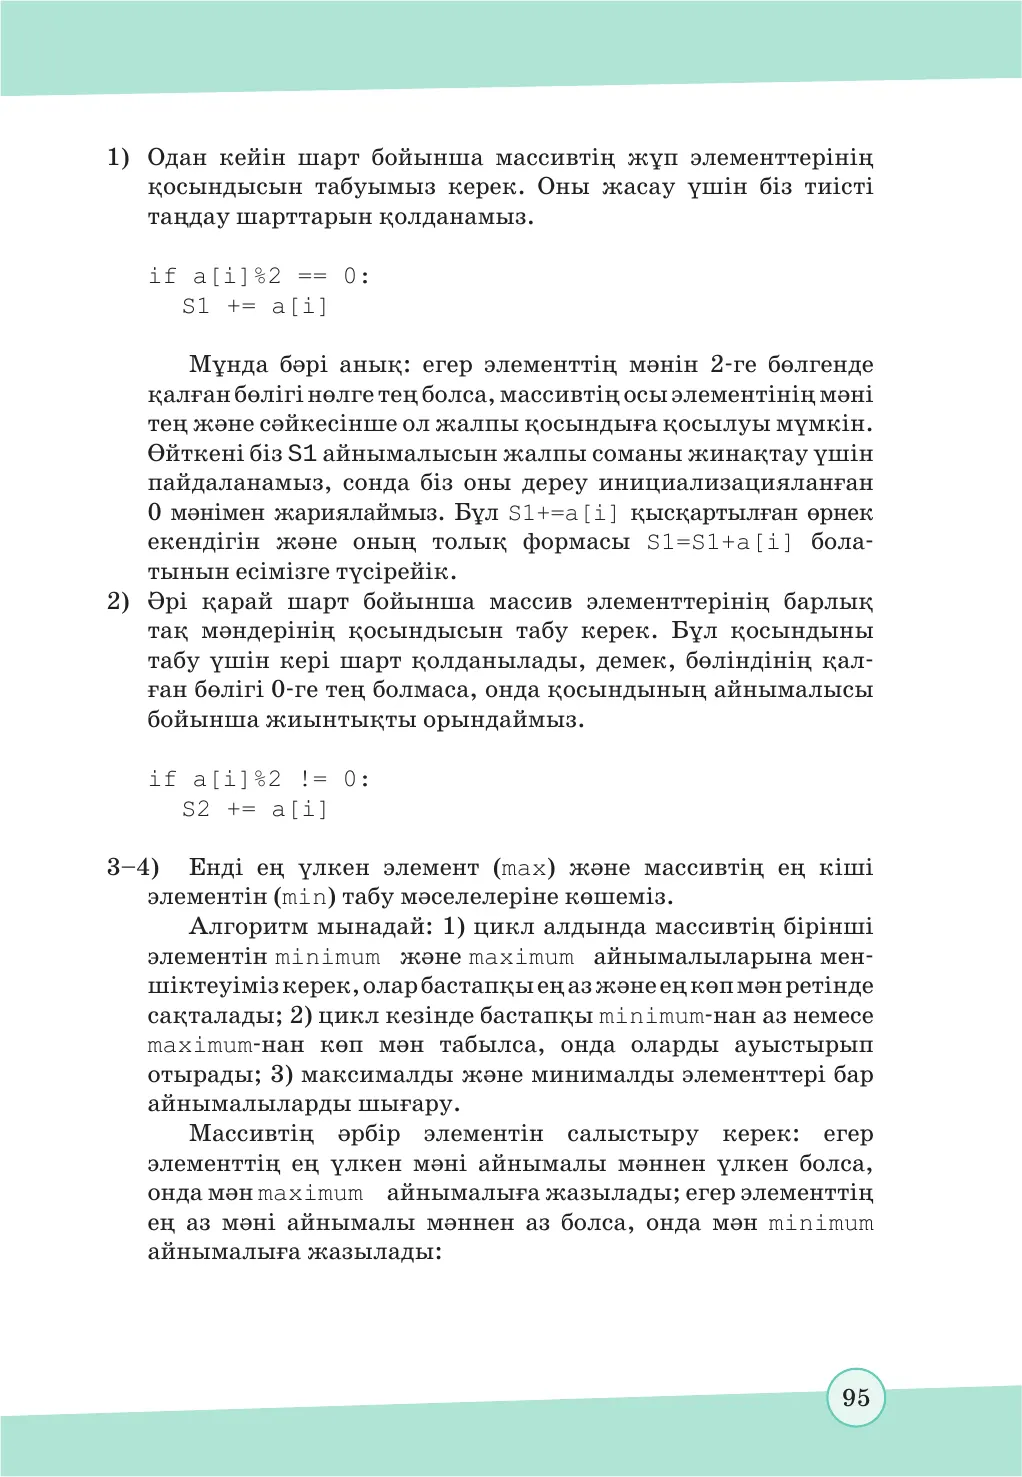 1) Одан кейін шарт бойынша массивтің жұп элементтерінің
қосындысын табуымыз керек. Оны жасау үшін біз тиісті
таңдау шарттарын қолданамыз.
if a[i]%2 == 0:
S1 += a[i]
Мұнда бәрі анық: егер элементтің мәнін 2-ге бөлгенде
қалған бөлігі нөлге тең болса, массивтің осы элементінің мәні
тең және сәйкесінше ол жалпы қосындыға қосылуы мүмкін.
Өйткені біз S1 айнымалысын жалпы соманы жинақтау үшін
пайдаланамыз, сонда біз оны дереу инициализацияланған
0 мәнімен жариялаймыз. Бұл S1+=a[i] қысқартылған өрнек
екендігін және оның толық формасы S1=S1+a[i] бола-
тынын есімізге түсірейік.
2) Әрі қарай шарт бойынша массив элементтерінің барлық
тақ мәндерінің қосындысын табу керек. Бұл қосындыны
табу үшін кері шарт қолданылады, демек, бөліндінің қал-
ған бөлігі 0-ге тең болмаса, онда қосындының айнымалысы
бойынша жиынтықты орындаймыз.
if a[i]%2 != 0:
S2 += a[i]
3–4) Енді ең үлкен элемент (max) және массивтің ең кіші
элементін (min) табу мәселелеріне көшеміз.
Алгоритм мынадай: 1) цикл алдында массивтің бірінші
элементін minimum және maximum айнымалыларына мен-
шіктеуіміз керек, олар бастапқы ең аз және ең көп мән ретінде
сақталады; 2) цикл кезінде бастапқы minimum-нан аз немесе
maximum-нан көп мән табылса, онда оларды ауыстырып
отырады; 3) максималды және минималды элементтері бар
айнымалыларды шығару.
Массивтің әрбір элементін салыстыру керек: егер
элементтің ең үлкен мәні айнымалы мәннен үлкен болса,
онда мән maximum айнымалыға жазылады; егер элементтің
ең аз мәні айнымалы мәннен аз болса, онда мән minimum
айнымалыға жазылады:
95